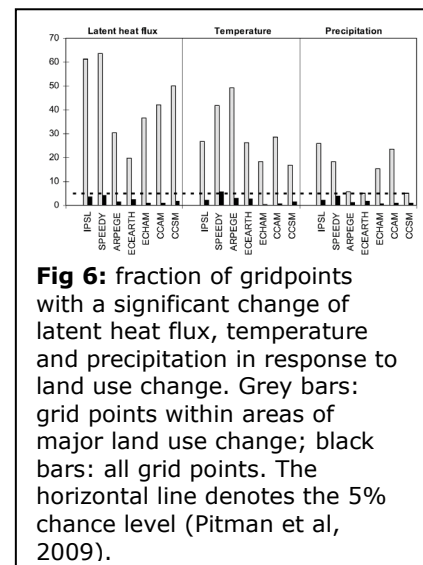 Latent heat flux Temperature Precipitation
70
60
50
40
30
20
10
0
IPSL SPEEDY ARPEGE ECEARTH ECHAM CCAM CCSM IPSL SPEEDY ARPEGE ECEARTH ECHAM CCAM CCSM IPSL SPEEDY ARPEGE ECEARTH ECHAM CCAM CCSM
Fig 6: fraction of gridpoints
with a significant change of
latent heat flux, temperature
and precipitation in response to
land use change. Grey bars:
grid points within areas of
major land use change; black
bars: all grid points. The
horizontal line denotes the 5%
chance level (Pitman et al,
2009).